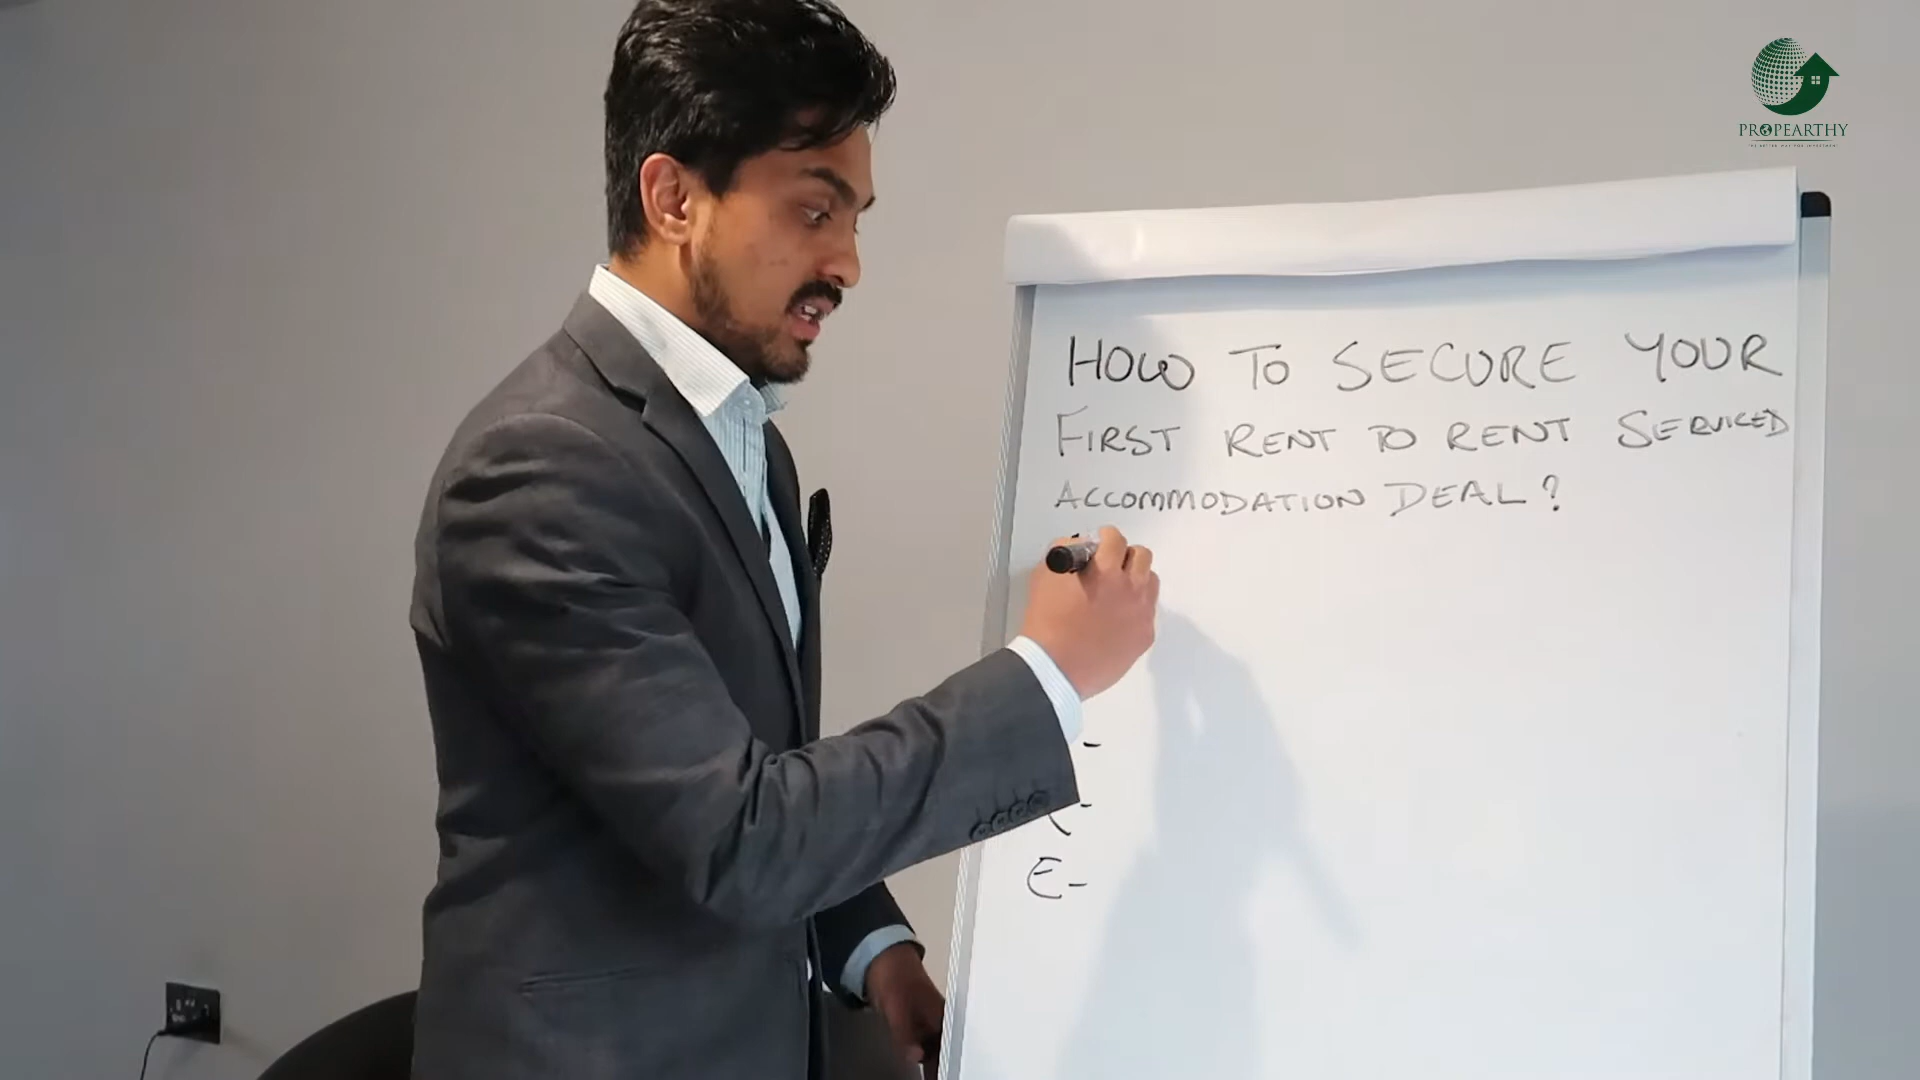 PROPEARTHY
HOW TO SECURE YOUR
FIRST RENT TO RENT SERVICED
ACCOMMODATION DEAL?
-
-
E-